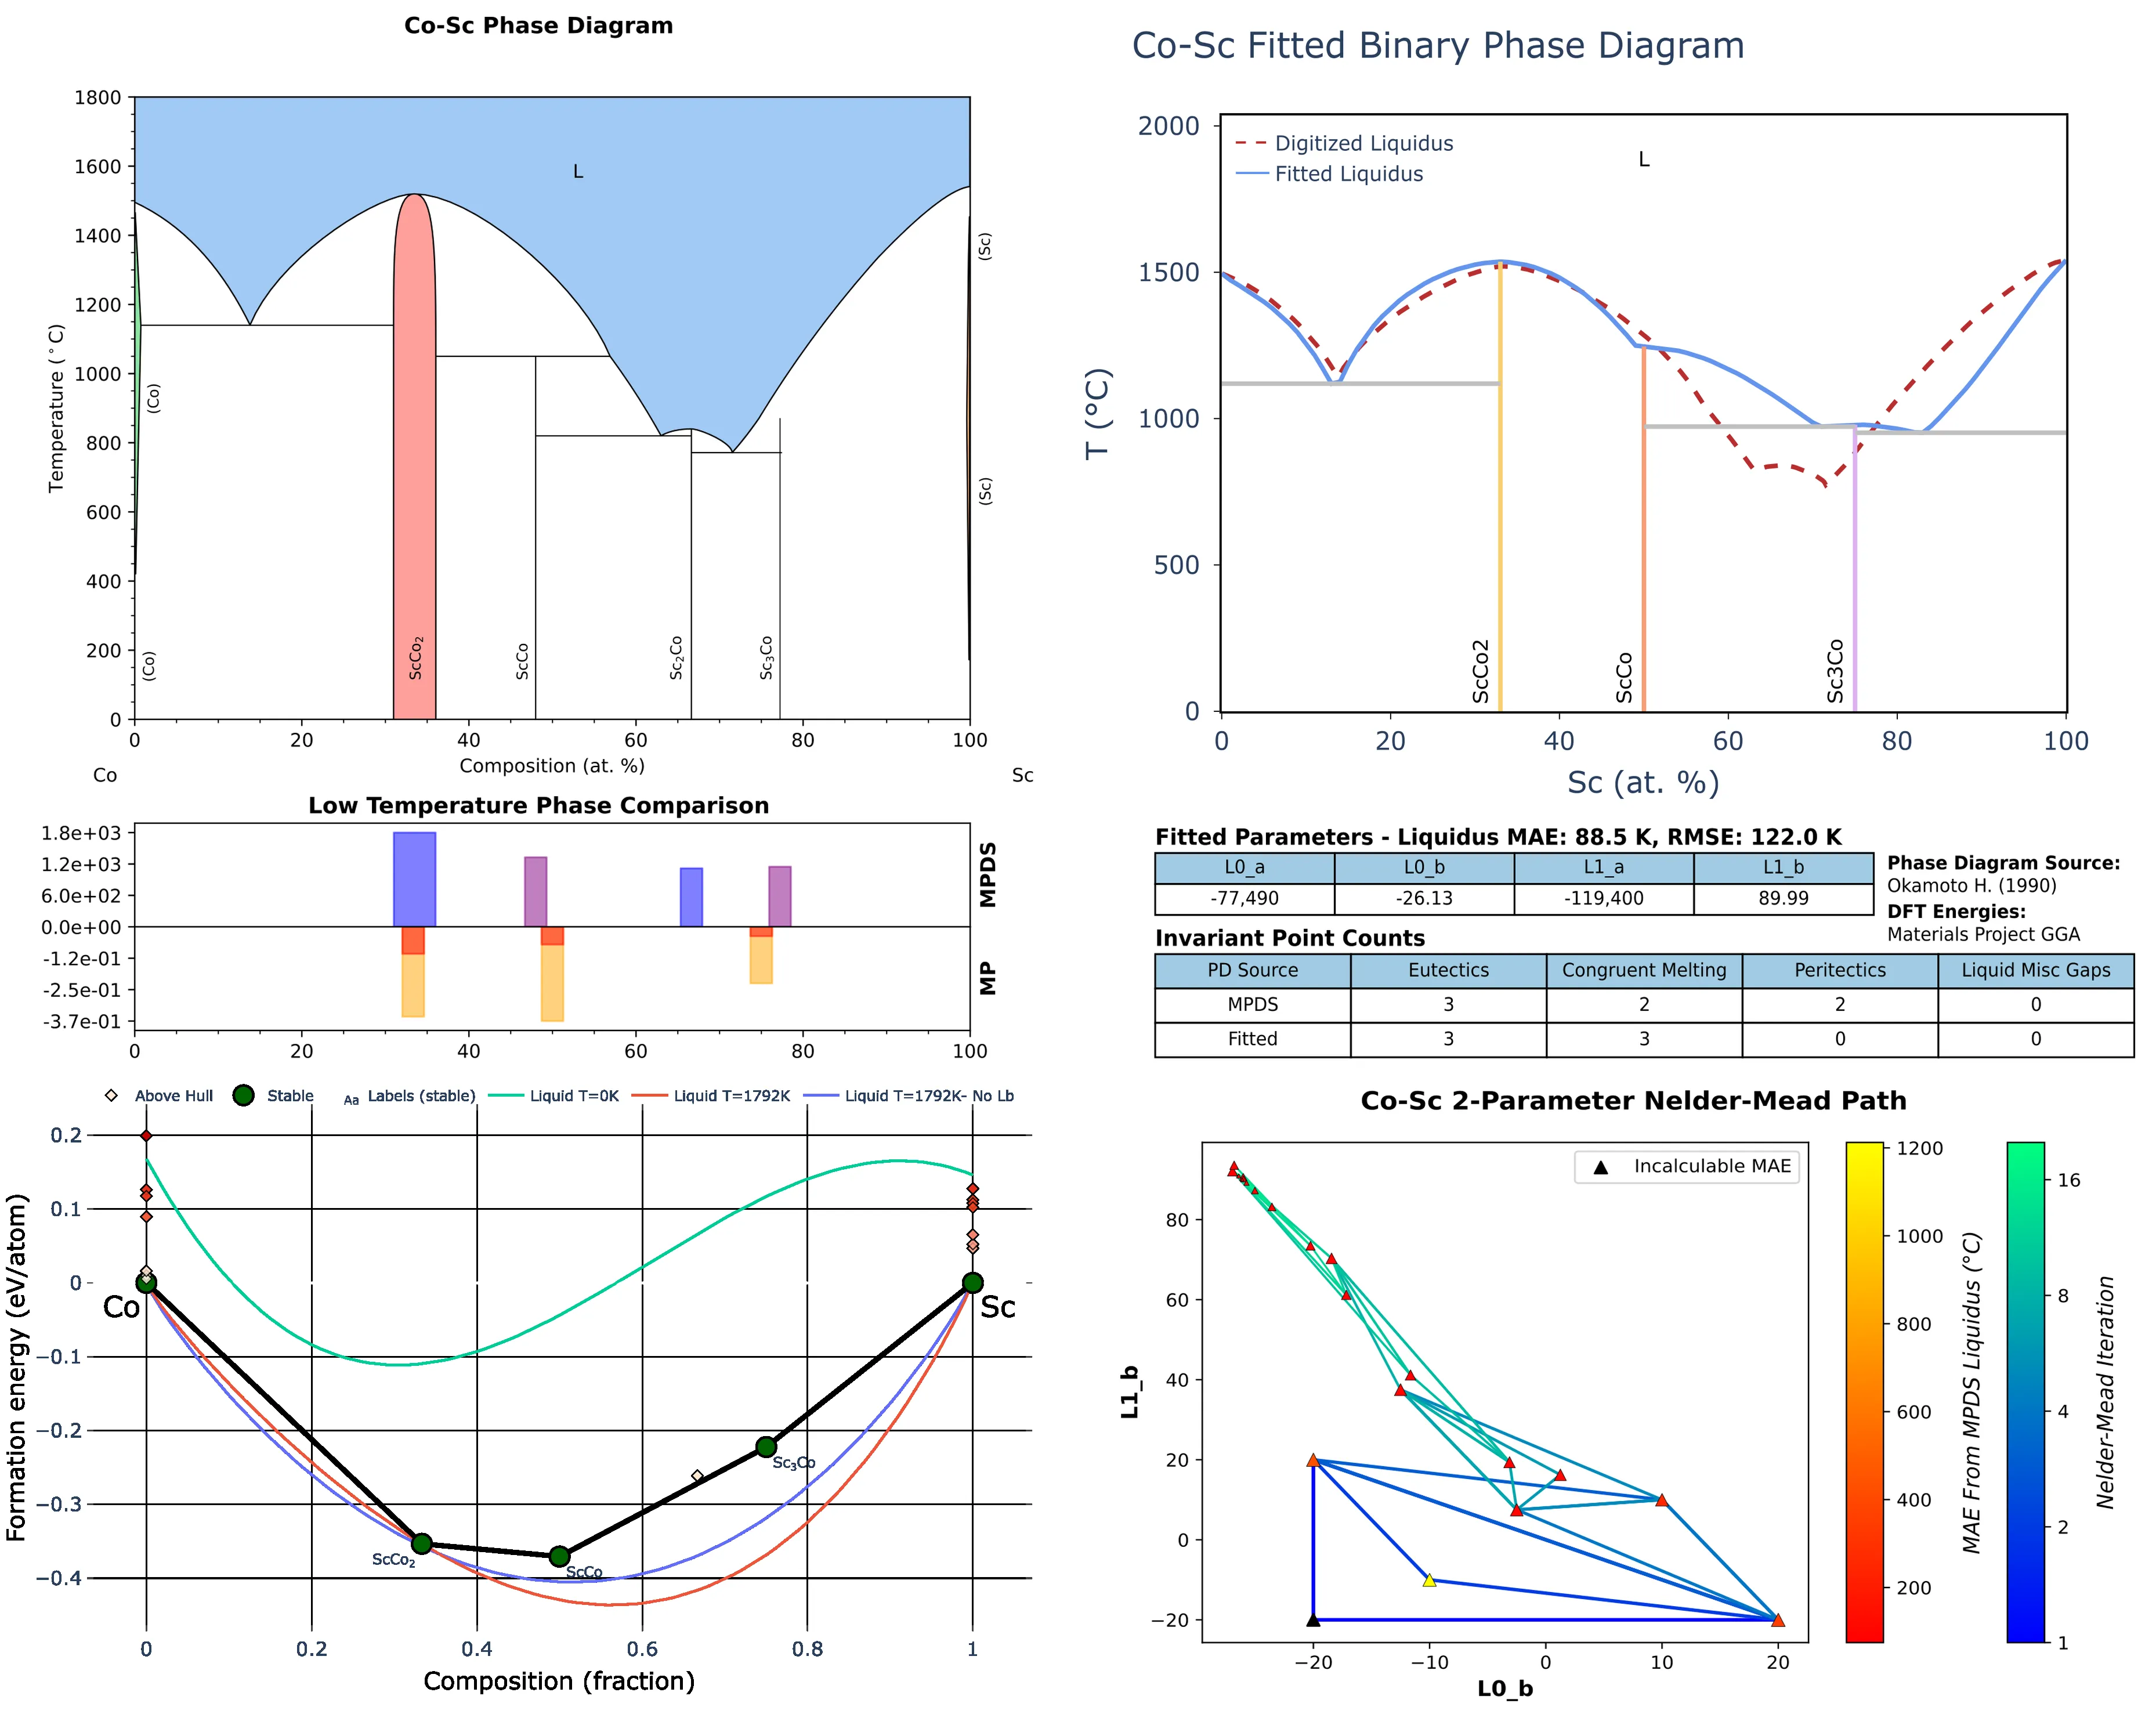 Co-Sc Phase Diagram
1800
1600
1400
1200
1000
800
600
400
200
0
Temperature (°C)
L
(Co)
(Co)
ScCo₂
ScCo
Sc₂Co
Sc₃Co
(Sc)
(Sc)
0 20 40 60 80 100
Composition (at. %)
Co Sc
Co-Sc Fitted Binary Phase Diagram
2000
1500
1000
500
0
T (°C)
Digitized Liquidus
Fitted Liquidus
L
ScCo2
ScCo
Sc3Co
0 20 40 60 80 100
Sc (at. %)
Low Temperature Phase Comparison
1.8e+03
1.2e+03
6.0e+02
0.0e+00
-1.2e-01
-2.5e-01
-3.7e-01
MPDS
MP
0 20 40 60 80 100
Fitted Parameters - Liquidus MAE: 88.5 K, RMSE: 122.0 K
L0_a L0_b L1_a L1_b
-77,490 -26.13 -119,400 89.99
Phase Diagram Source:
Okamoto H. (1990)
DFT Energies:
Materials Project GGA
Invariant Point Counts
PD Source Eutectics Congruent Melting Peritectics Liquid Misc Gaps
MPDS 3 2 2 0
Fitted 3 3 0 0
Above Hull Stable Aa Labels (stable) Liquid T=0K Liquid T=1792K Liquid T=1792K- No Lb
0.2
0.1
0
−0.1
−0.2
−0.3
−0.4
Formation energy (eV/atom)
Co
Sc
ScCo₂
ScCo
Sc₃Co
0 0.2 0.4 0.6 0.8 1
Composition (fraction)
Co-Sc 2-Parameter Nelder-Mead Path
Incalculable MAE
80
60
40
20
0
−20
L1_b
−20 −10 0 10 20
L0_b
1200
1000
800
600
400
200
MAE From MPDS Liquidus (°C)
16
8
4
2
1
Nelder-Mead Iteration